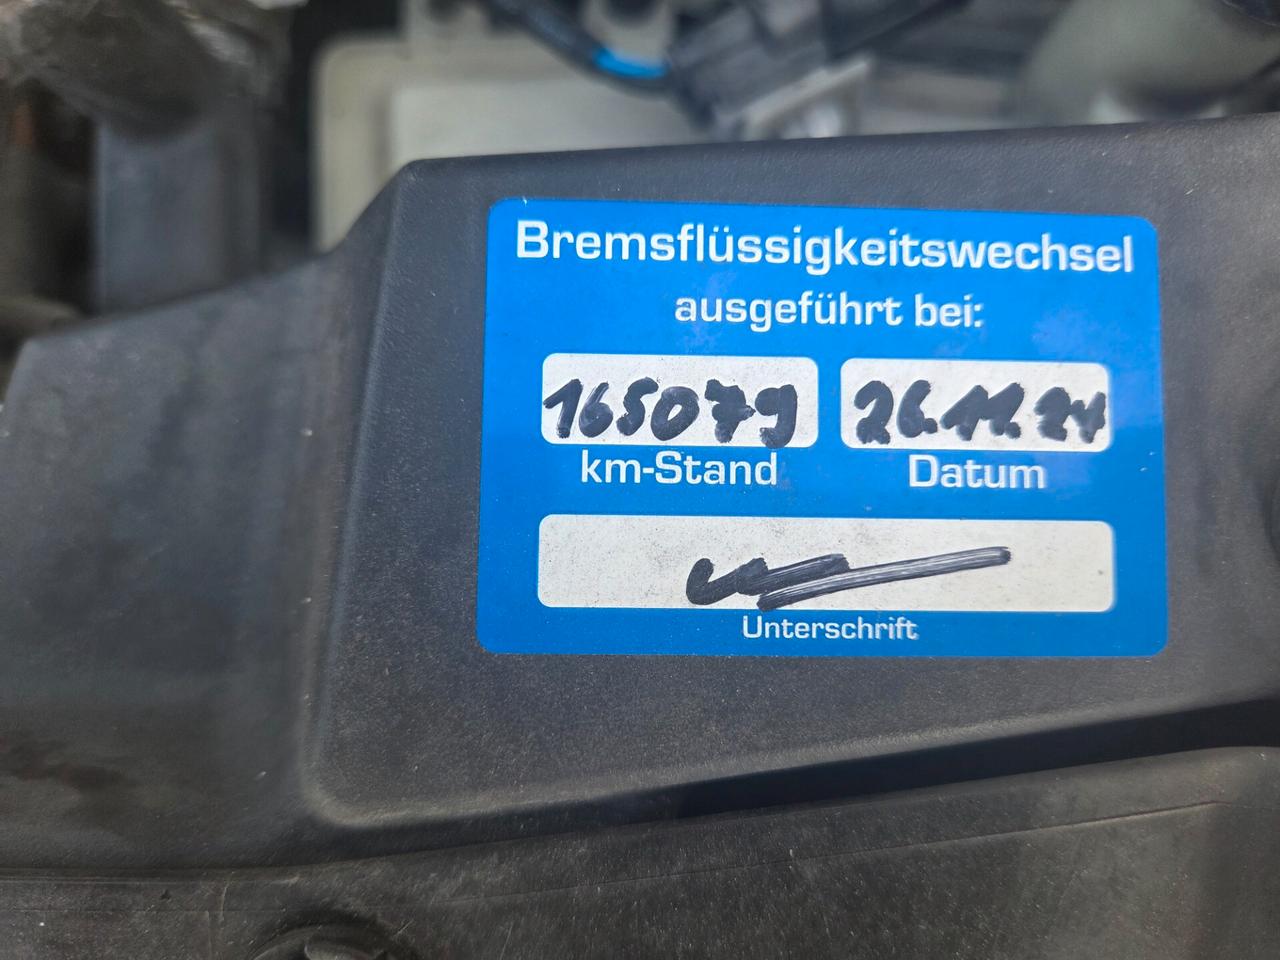 Bremsflüssigkeitswechsel
ausgeführt bei:
165079 26.11.24
km-Stand Datum
Unterschrift